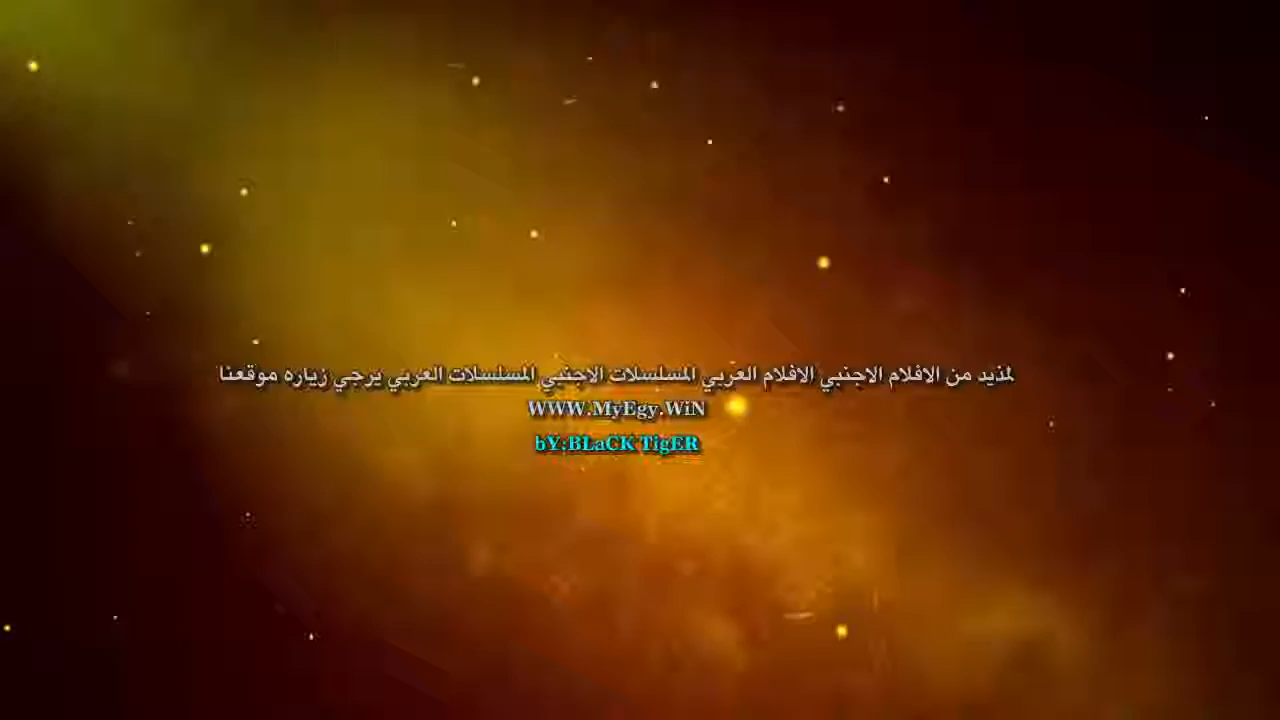 لمذيد من الافلام الاجنبي الافلام العربي المسلسلات الاجنبي المسلسلات العربي يرجي زياره موقعنا
WWW.MyEgy.WiN
bY:BLaCK TigER